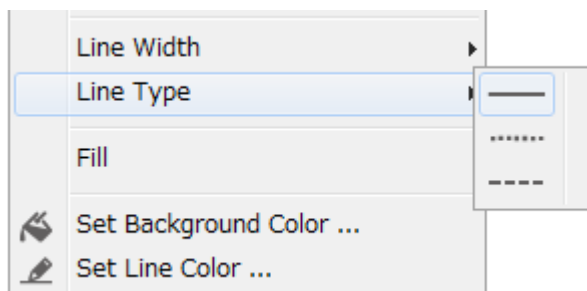 Line Width
Line Type
Fill
Set Background Color ...
Set Line Color ...